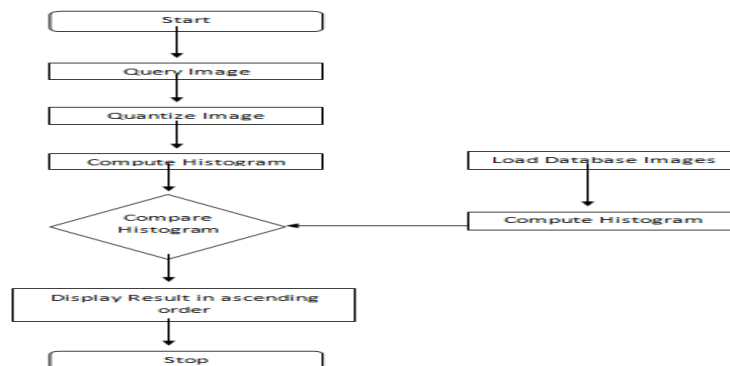 Start
Query Image
Quantize Image
Compute Histogram
Load Database Images
Compare
Histogram
Compute Histogram
Display Result in ascending
order
Stop